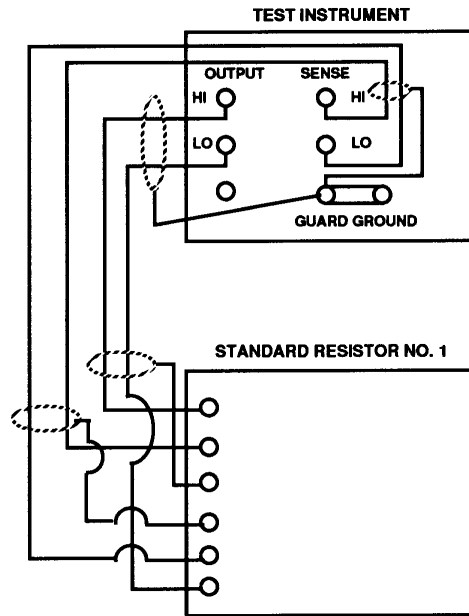 TEST INSTRUMENT
OUTPUT SENSE
HI HI
LO LO
GUARD GROUND
STANDARD RESISTOR NO. 1